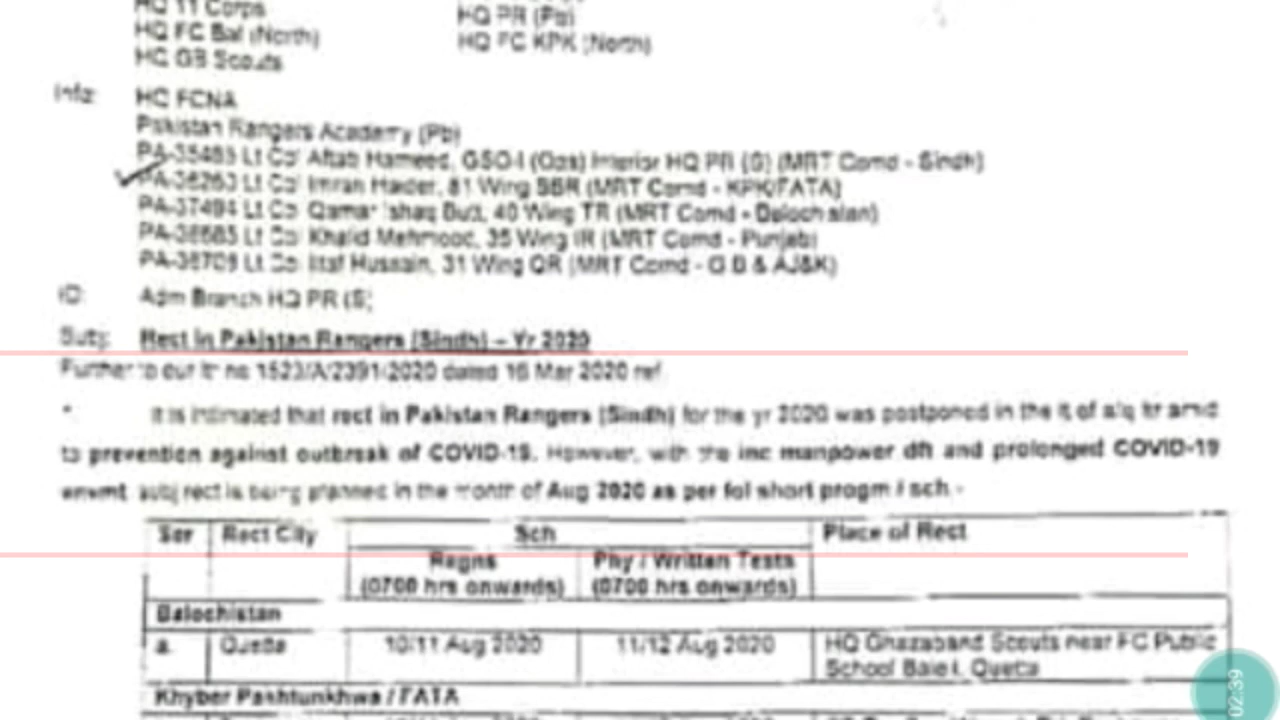 HQ 11 Corps HQ PR (Pb)
HQ FC Bal (North) HQ FC KPK (North)
HQ GB Scouts
Info: HQ FCNA
Pakistan Rangers Academy (Pb)
Lt Col Aftab Hameed, GSO-I (Ops) Interior HQ PR (S) (MRT Comd - Sindh)
Lt Col Imran Haider, 81 Wing SSR (MRT Comd - KPK/FATA)
Lt Col Qamar Ishaq Butt, 40 Wing TR (MRT Comd - Balochistan)
Lt Col Khalid Mehmood, 35 Wing IR (MRT Comd - Punjab)
Lt Col Hussain, 31 Wing QR (MRT Comd - G B & AJ&K)
ID: Adm Branch HQ PR (S)
Subj: Rect in Pakistan Rangers (Sindh) – Yr 2020
Further to our ltr no 1523/A/2391/2020 dated 16 Mar 2020 ref.
It is intimated that rect in Pakistan Rangers (Sindh) for the yr 2020 was postponed in the lt of
to prevention against outbreak of COVID-19. However, with the inc manpower dfi and prolonged COVID-19
envmt subj rect is being planned in the month of Aug 2020 as per fol short progm / sch -
Ser Rect City Sch Place of Rect
Regns Phy / Written Tests
(0700 hrs onwards) (0700 hrs onwards)
Balochistan
a. Quetta 10/11 Aug 2020 11/12 Aug 2020 HQ Ghazaband Scouts near FC Public
School Quetta
Khyber Pakhtunkhwa / FATA
02:39